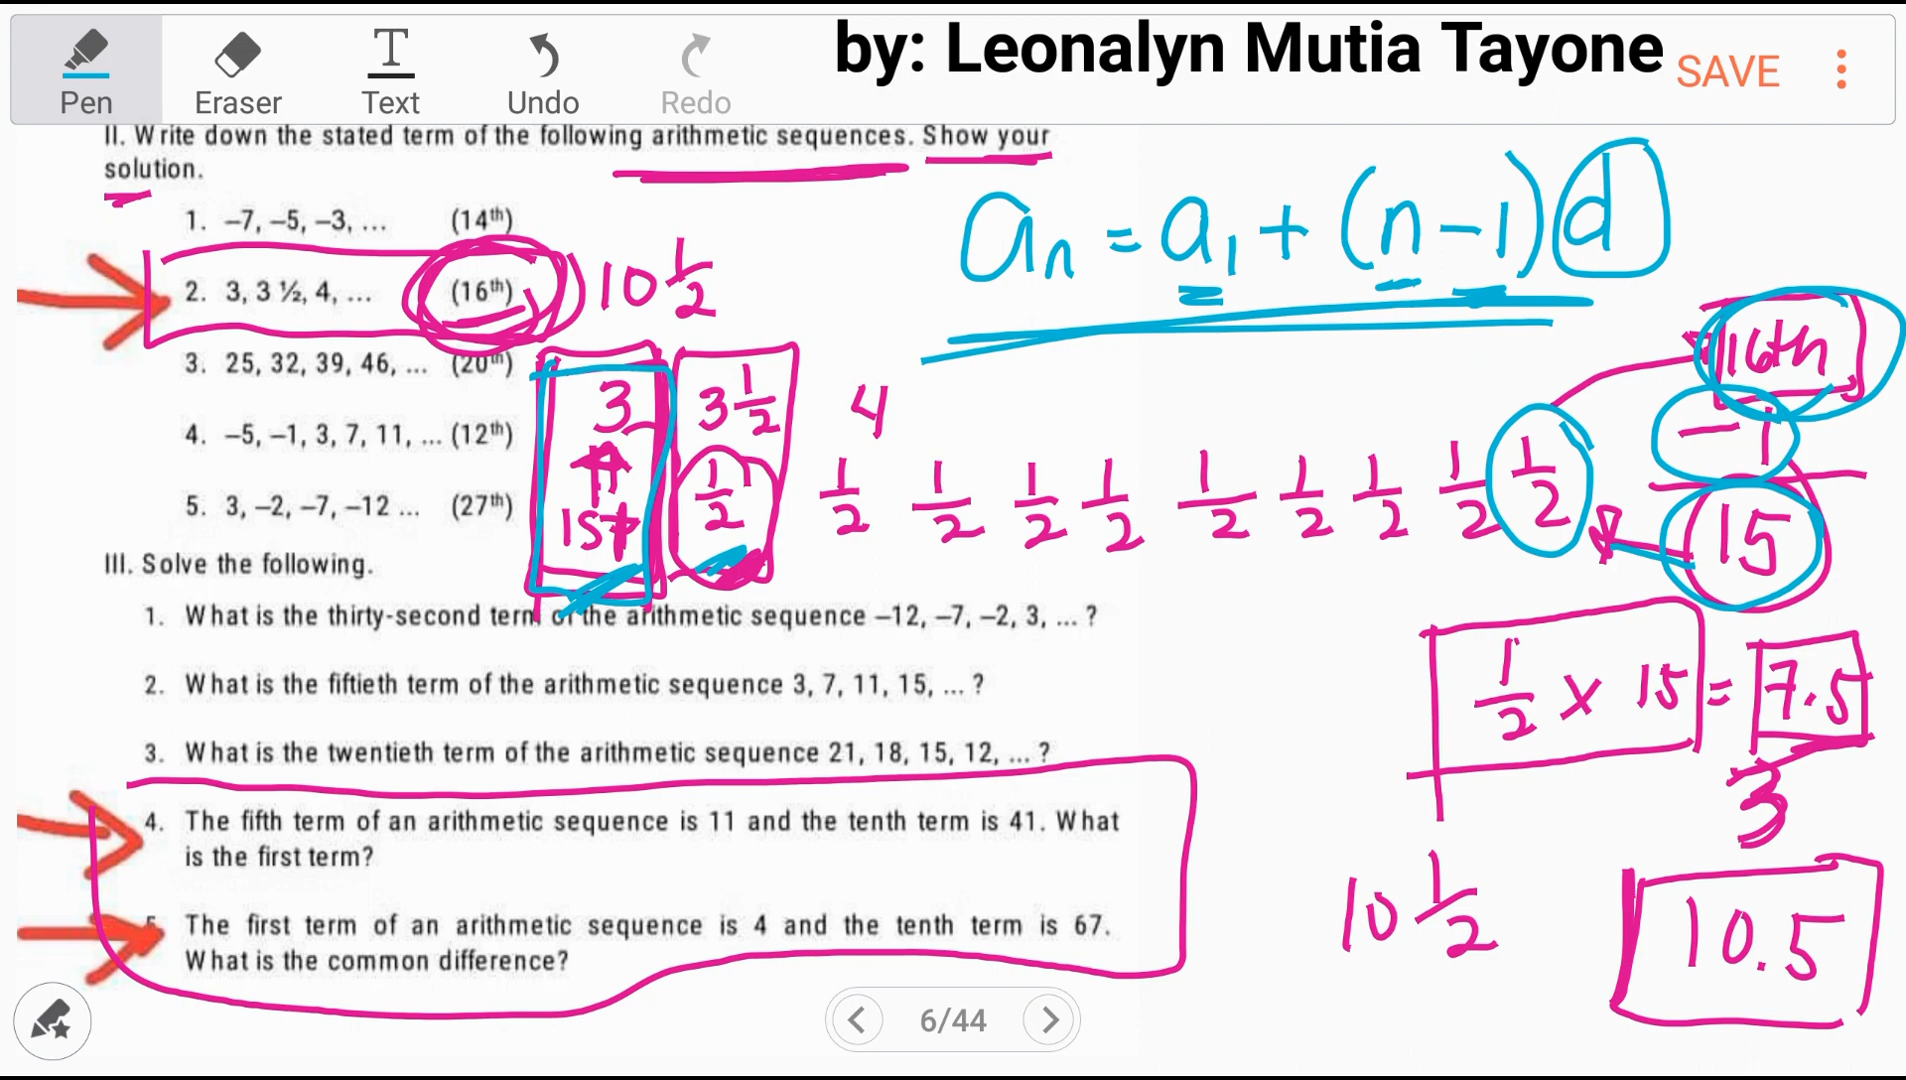 by: Leonalyn Mutia Tayone
Pen Eraser Text Undo Redo SAVE
II. Write down the stated term of the following arithmetic sequences. Show your
solution.
1. –7, –5, –3, ... (14th)
2. 3, 3 ½, 4, ... (16th) 10 1/2
3. 25, 32, 39, 46, ... (20th)
4. –5, –1, 3, 7, 11, ... (12th)
5. 3, –2, –7, –12 ... (27th)
an = a1 + (n - 1) d
3 3 1/2 4
1st 1/2 1/2 1/2 1/2 1/2 1/2 1/2 1/2 1/2 1/2
16th
- 1
15
III. Solve the following.
1. What is the thirty-second term of the arithmetic sequence –12, –7, –2, 3, ... ?
2. What is the fiftieth term of the arithmetic sequence 3, 7, 11, 15, ... ?
3. What is the twentieth term of the arithmetic sequence 21, 18, 15, 12, ... ?
4. The fifth term of an arithmetic sequence is 11 and the tenth term is 41. What
is the first term?
5. The first term of an arithmetic sequence is 4 and the tenth term is 67.
What is the common difference?
1/2 x 15 = 7.5
3
10 1/2 10.5
6/44